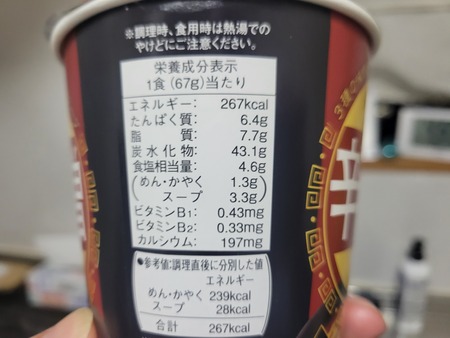 ※調理時、食用時は熱湯での
やけどにご注意ください。
栄養成分表示
1食(67g)当たり
エネルギー: 267kcal
たんぱく質: 6.4g
脂質: 7.7g
炭水化物: 43.1g
食塩相当量: 4.6g
(めん・かやく 1.3g)
(スープ 3.3g)
ビタミンB1: 0.43mg
ビタミンB2: 0.33mg
カルシウム: 197mg
●参考値:調理直後に分別した値
エネルギー
めん・かやく 239kcal
スープ 28kcal
合計 267kcal
辛